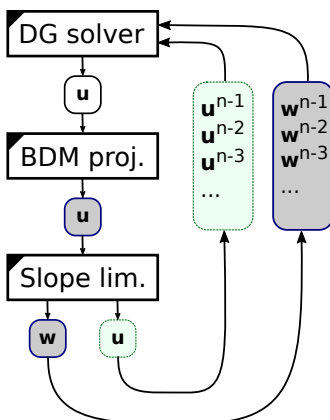 DG solver
u
BDM proj.
u
Slope lim.
w
u
u^n-1
u^n-2
u^n-3
...
w^n-1
w^n-2
w^n-3
...